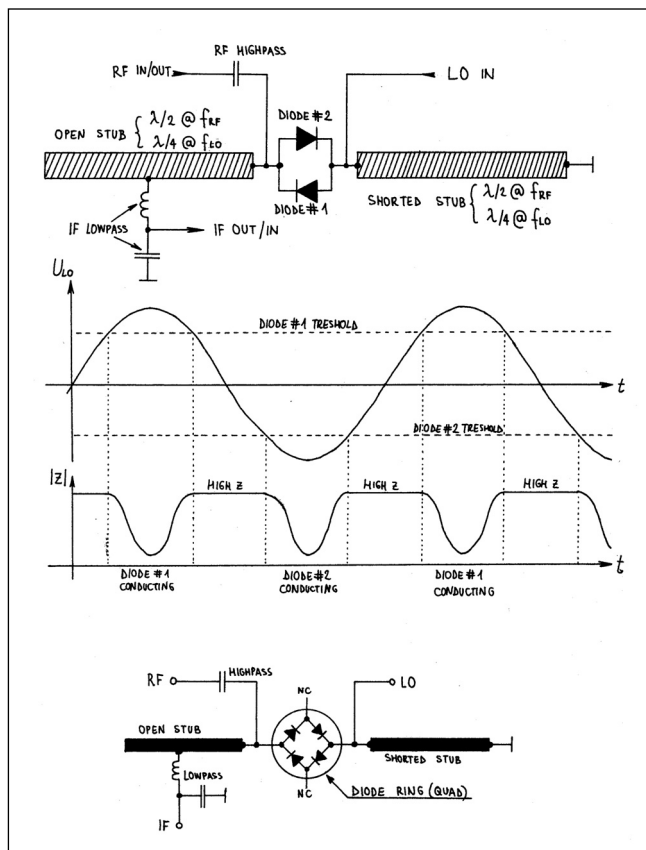 RF HIGHPASS
RF IN/OUT
LO IN
DIODE #2
OPEN STUB { λ/2 @ fRF
λ/4 @ fLO
DIODE #1
SHORTED STUB { λ/2 @ fRF
λ/4 @ fLO
IF LOWPASS
IF OUT/IN
ULO
DIODE #1 TRESHOLD
t
DIODE #2 TRESHOLD
|Z|
HIGH Z
HIGH Z
HIGH Z
t
DIODE #1
CONDUCTING
DIODE #2
CONDUCTING
DIODE #1
CONDUCTING
RF
HIGHPASS
LO
NC
OPEN STUB
SHORTED STUB
LOWPASS
NC
DIODE RING (QUAD)
IF